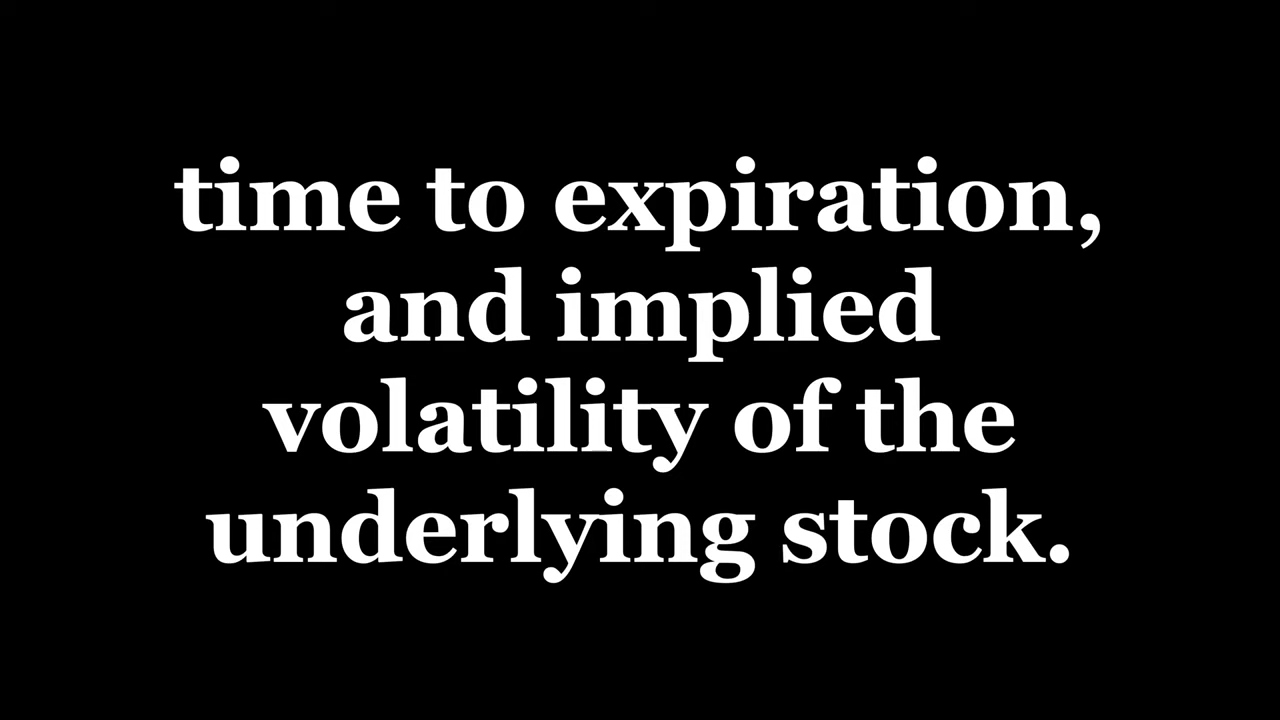 time to expiration,
and implied
volatility of the
underlying stock.